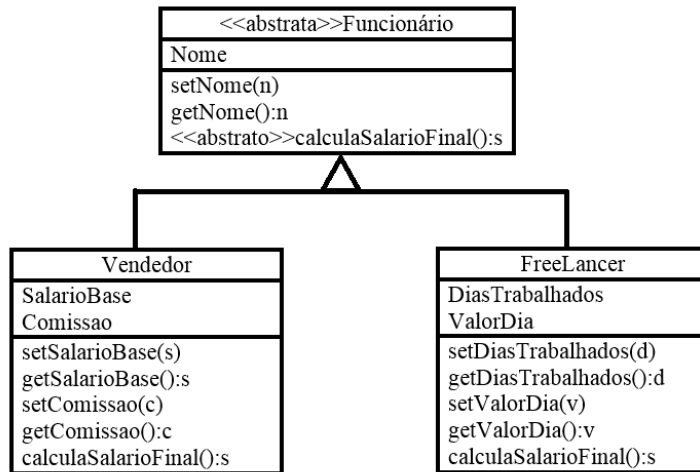 <<abstrata>>Funcionário
Nome
setNome(n)
getNome():n
<<abstrato>>calculaSalarioFinal():s
Vendedor
SalarioBase
Comissao
setSalarioBase(s)
getSalarioBase():s
setComissao(c)
getComissao():c
calculaSalarioFinal():s
FreeLancer
DiasTrabalhados
ValorDia
setDiasTrabalhados(d)
getDiasTrabalhados():d
setValorDia(v)
getValorDia():v
calculaSalarioFinal():s